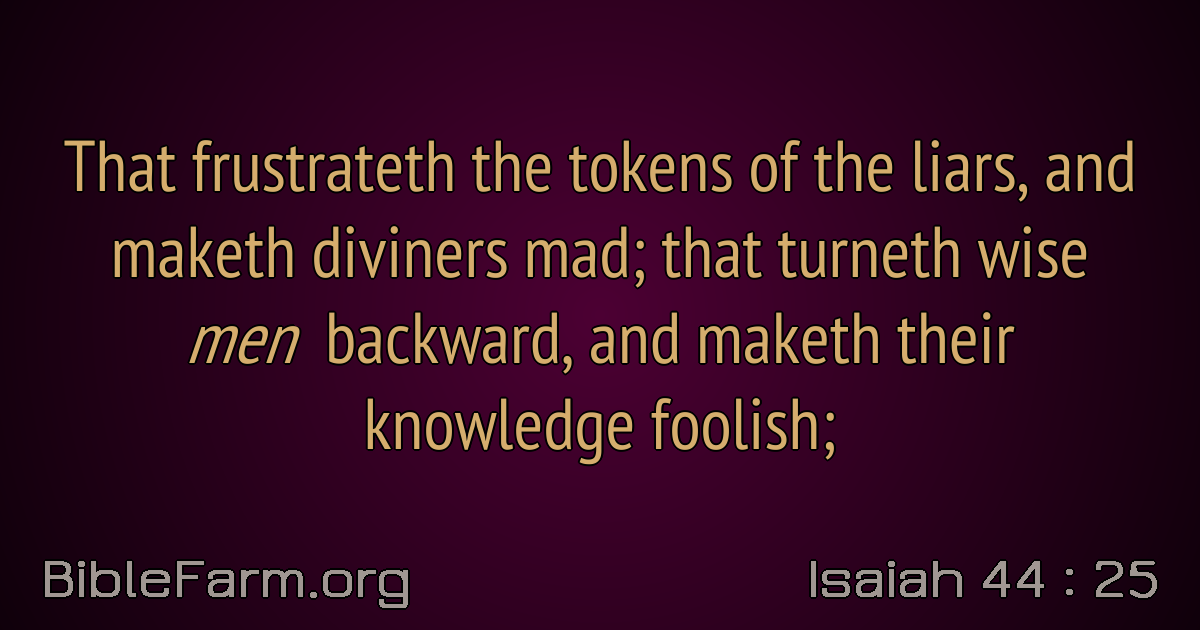 That frustrateth the tokens of the liars, and
maketh diviners mad; that turneth wise
men backward, and maketh their
knowledge foolish;
BibleFarm.org
Isaiah 44 : 25